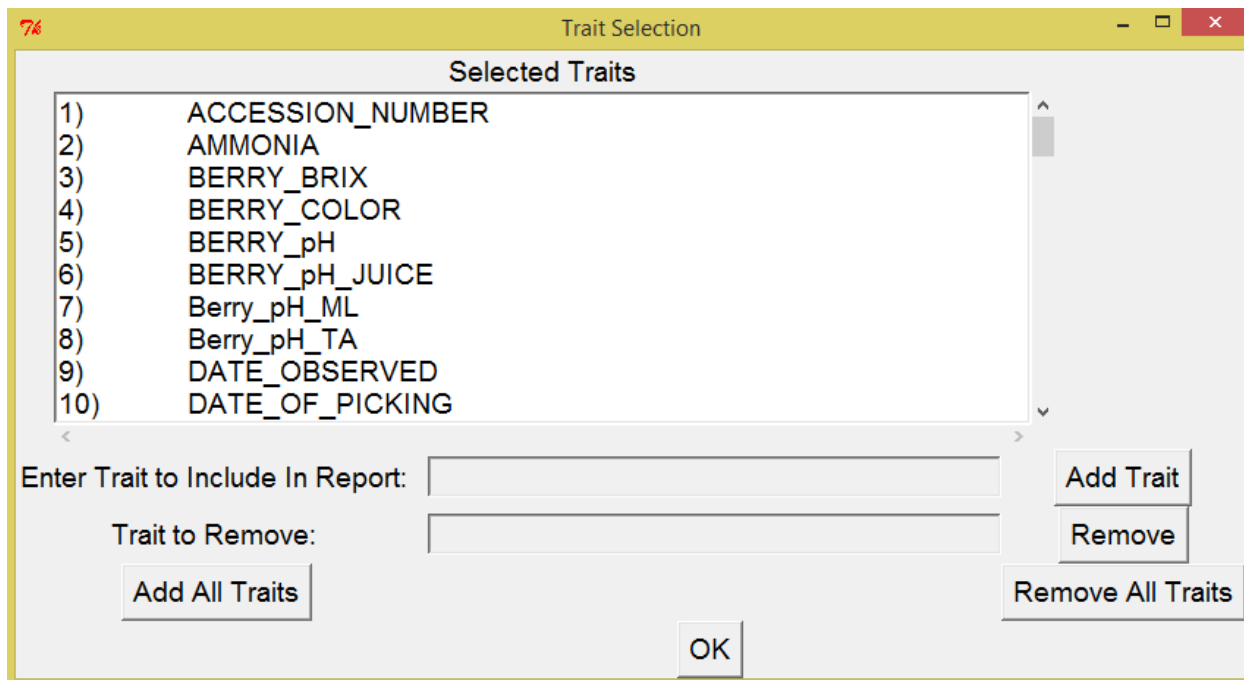 Tk Trait Selection
Selected Traits
1) ACCESSION_NUMBER
2) AMMONIA
3) BERRY_BRIX
4) BERRY_COLOR
5) BERRY_pH
6) BERRY_pH_JUICE
7) Berry_pH_ML
8) Berry_pH_TA
9) DATE_OBSERVED
10) DATE_OF_PICKING
Enter Trait to Include In Report: Add Trait
Trait to Remove: Remove
Add All Traits Remove All Traits
OK